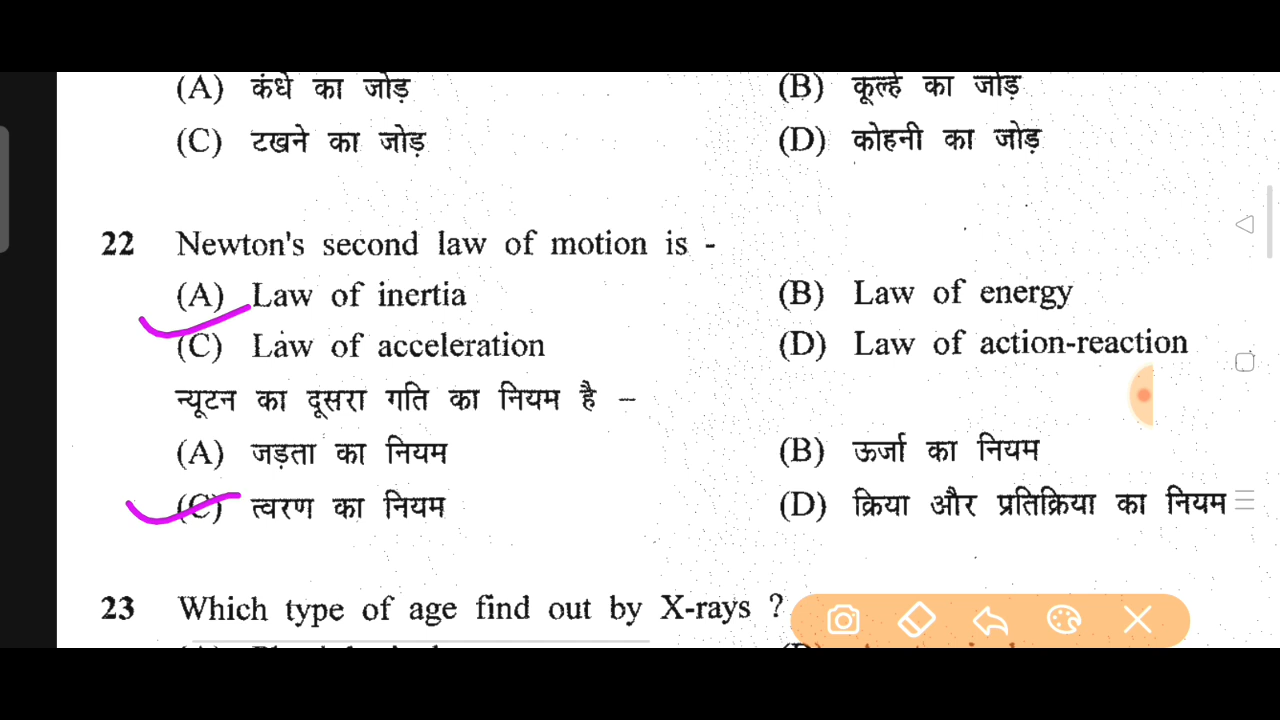 (A) कंधे का जोड़ (B) कूल्हे का जोड़
(C) टखने का जोड़ (D) कोहनी का जोड़
22 Newton's second law of motion is -
(A) Law of inertia (B) Law of energy
(C) Law of acceleration (D) Law of action-reaction
न्यूटन का दूसरा गति का नियम है –
(A) जड़ता का नियम (B) ऊर्जा का नियम
(C) त्वरण का नियम (D) क्रिया और प्रतिक्रिया का नियम
23 Which type of age find out by X-rays ?